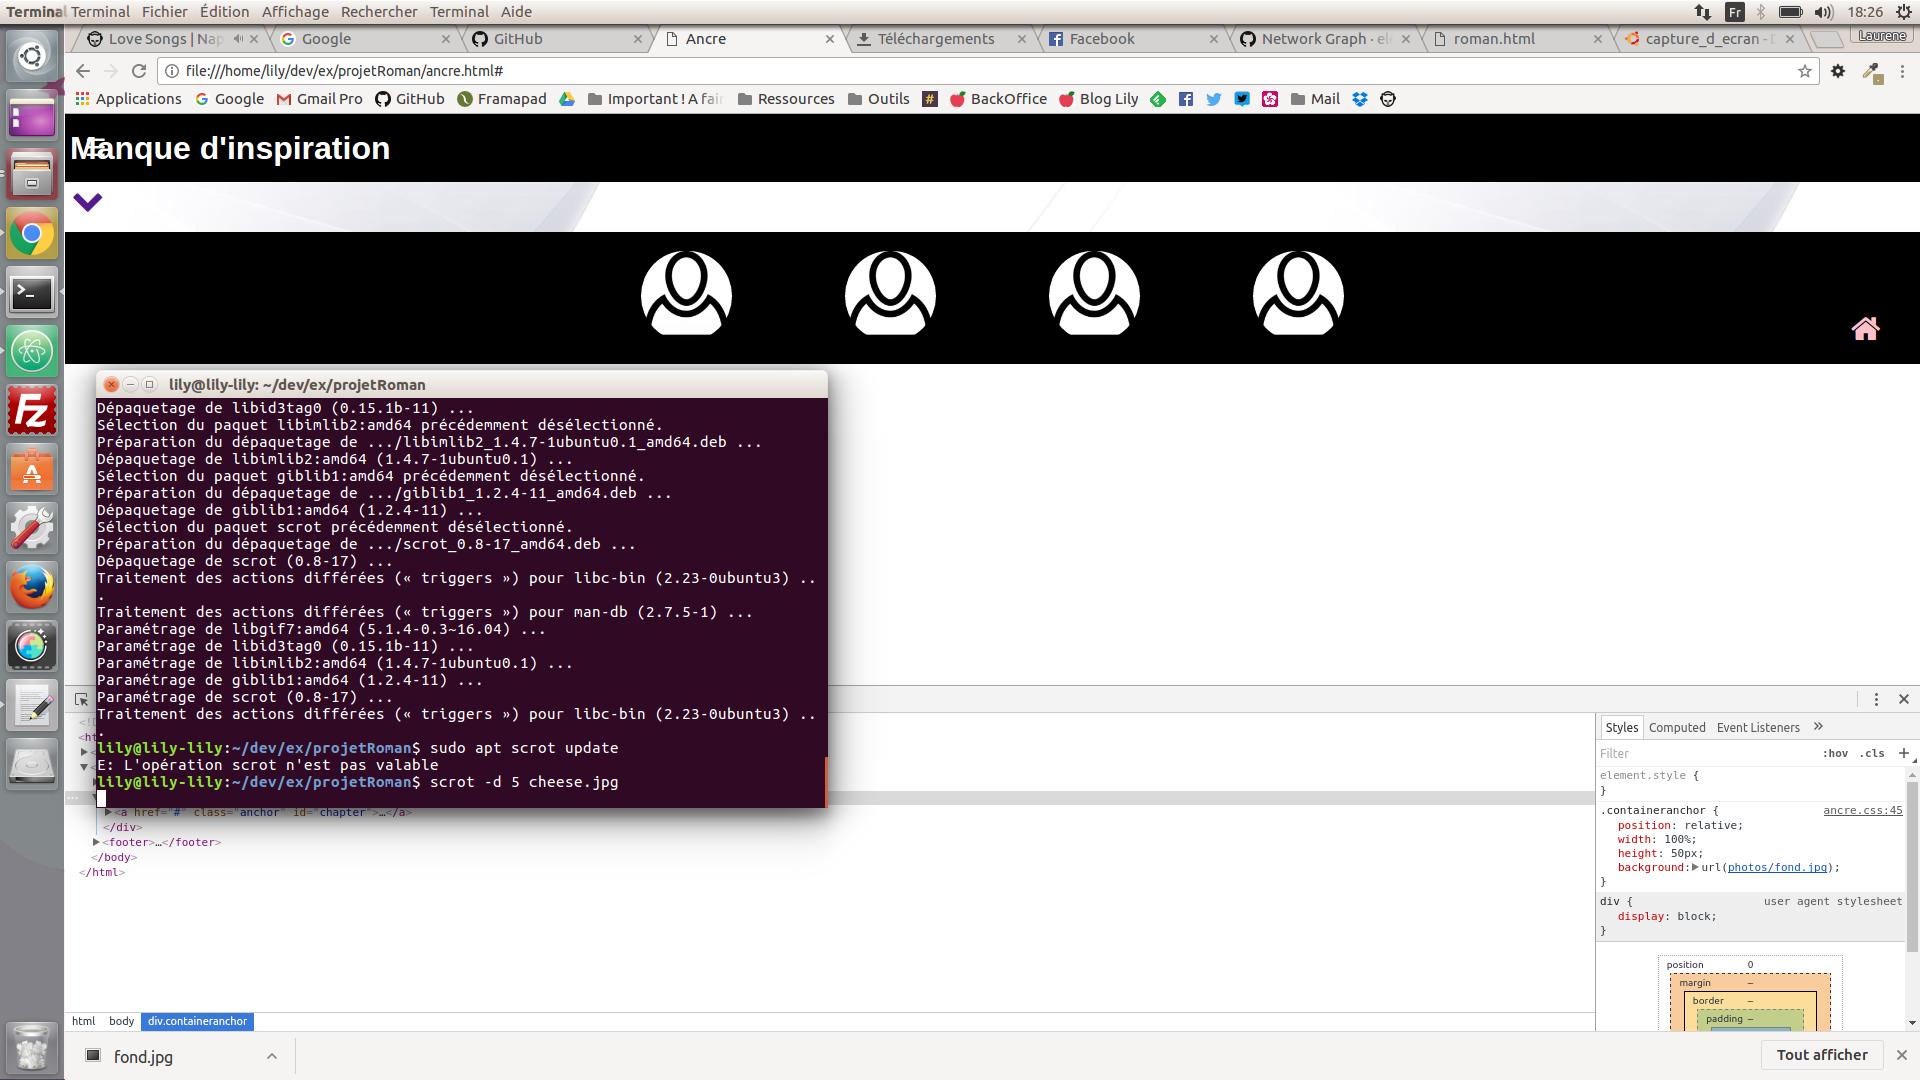 Terminal Terminal Fichier Édition Affichage Rechercher Terminal Aide Fr 18:26
Love Songs | Nap Google GitHub Ancre Téléchargements Facebook Network Graph · el roman.html capture_d_ecran - Laurene
file:///home/lily/dev/ex/projetRoman/ancre.html#
Applications Google Gmail Pro GitHub Framapad Important ! A fai Ressources Outils # BackOffice Blog Lily Mail
Manque d'inspiration
lily@lily-lily: ~/dev/ex/projetRoman
Dépaquetage de libid3tag0 (0.15.1b-11) ...
Sélection du paquet libimlib2:amd64 précédemment désélectionné.
Préparation du dépaquetage de .../libimlib2_1.4.7-1ubuntu0.1_amd64.deb ...
Dépaquetage de libimlib2:amd64 (1.4.7-1ubuntu0.1) ...
Sélection du paquet giblib1:amd64 précédemment désélectionné.
Préparation du dépaquetage de .../giblib1_1.2.4-11_amd64.deb ...
Dépaquetage de giblib1:amd64 (1.2.4-11) ...
Sélection du paquet scrot précédemment désélectionné.
Préparation du dépaquetage de .../scrot_0.8-17_amd64.deb ...
Dépaquetage de scrot (0.8-17) ...
Traitement des actions différées (« triggers ») pour libc-bin (2.23-0ubuntu3) ..
.
Traitement des actions différées (« triggers ») pour man-db (2.7.5-1) ...
Paramétrage de libgif7:amd64 (5.1.4-0.3~16.04) ...
Paramétrage de libid3tag0 (0.15.1b-11) ...
Paramétrage de libimlib2:amd64 (1.4.7-1ubuntu0.1) ...
Paramétrage de giblib1:amd64 (1.2.4-11) ...
Paramétrage de scrot (0.8-17) ...
Traitement des actions différées (« triggers ») pour libc-bin (2.23-0ubuntu3) ..
.
lily@lily-lily:~/dev/ex/projetRoman$ sudo apt scrot update
E: L'opération scrot n'est pas valable
lily@lily-lily:~/dev/ex/projetRoman$ scrot -d 5 cheese.jpg
<a href="#" class="anchor" id="chapter">…</a>
</div>
<footer>…</footer>
</body>
</html>
Styles Computed Event Listeners »
Filter :hov .cls +
element.style {
}
.containeranchor { ancre.css:45
position: relative;
width: 100%;
height: 50px;
background: url(photos/fond.jpg);
}
div { user agent stylesheet
display: block;
}
position 0
margin –
border –
padding –
html body div.containeranchor
fond.jpg Tout afficher